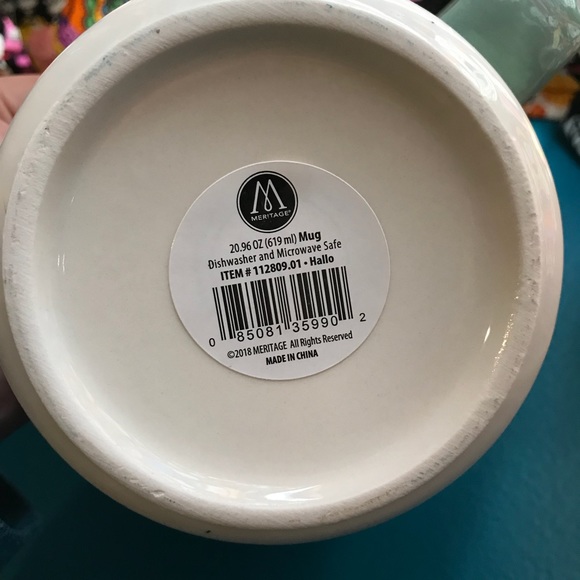 M
MERITAGE®
20.96 OZ (619 ml) Mug
Dishwasher and Microwave Safe
ITEM # 112809.01 • Hallo
0 85081 35990 2
©2018 MERITAGE All Rights Reserved
MADE IN CHINA